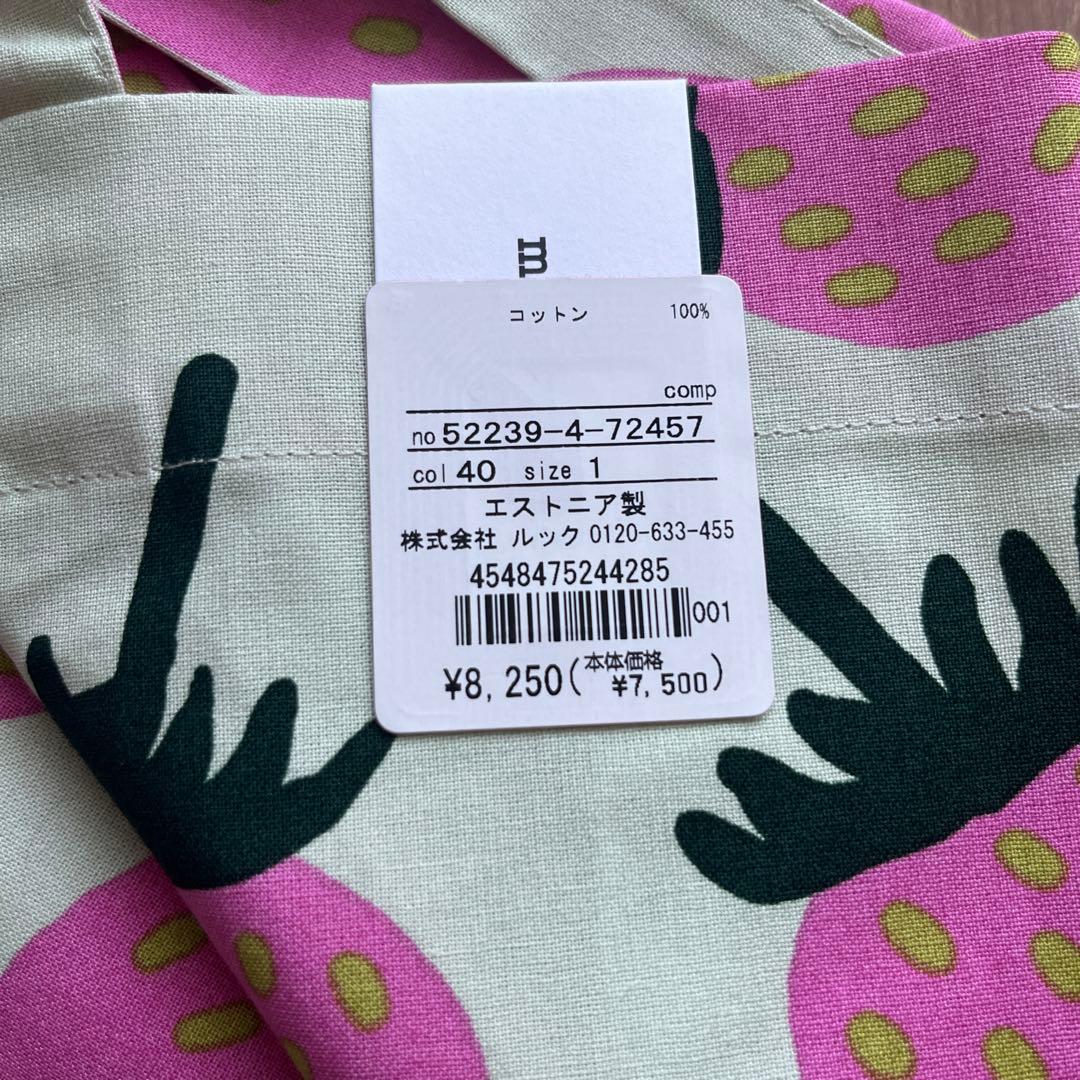 m
コットン 100%
comp
no 52239-4-72457
col 40 size 1
エストニア製
株式会社 ルック 0120-633-455
4548475244285
001
¥8,250(本体価格 ¥7,500)